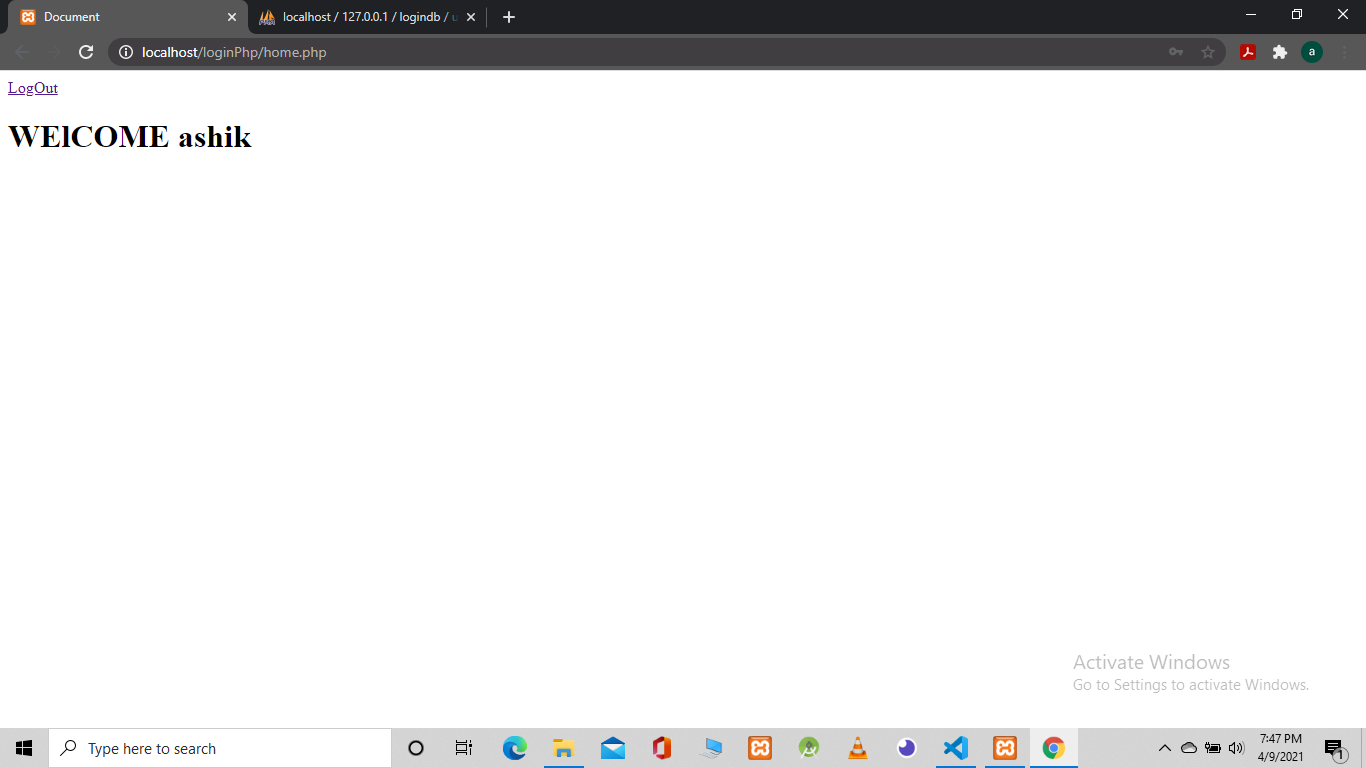 Document
localhost / 127.0.0.1 / logindb / u
localhost/loginPhp/home.php
a
LogOut
WElCOME ashik
Activate Windows
Go to Settings to activate Windows.
Type here to search
7:47 PM
4/9/2021
1